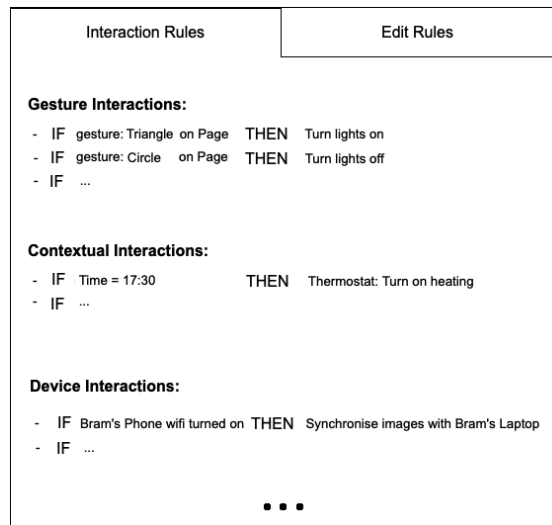 Interaction Rules
Edit Rules
Gesture Interactions:
- IF gesture: Triangle on Page THEN Turn lights on
- IF gesture: Circle on Page THEN Turn lights off
- IF ...
Contextual Interactions:
- IF Time = 17:30 THEN Thermostat: Turn on heating
- IF ...
Device Interactions:
- IF Bram's Phone wifi turned on THEN Synchronise images with Bram's Laptop
- IF ...
...